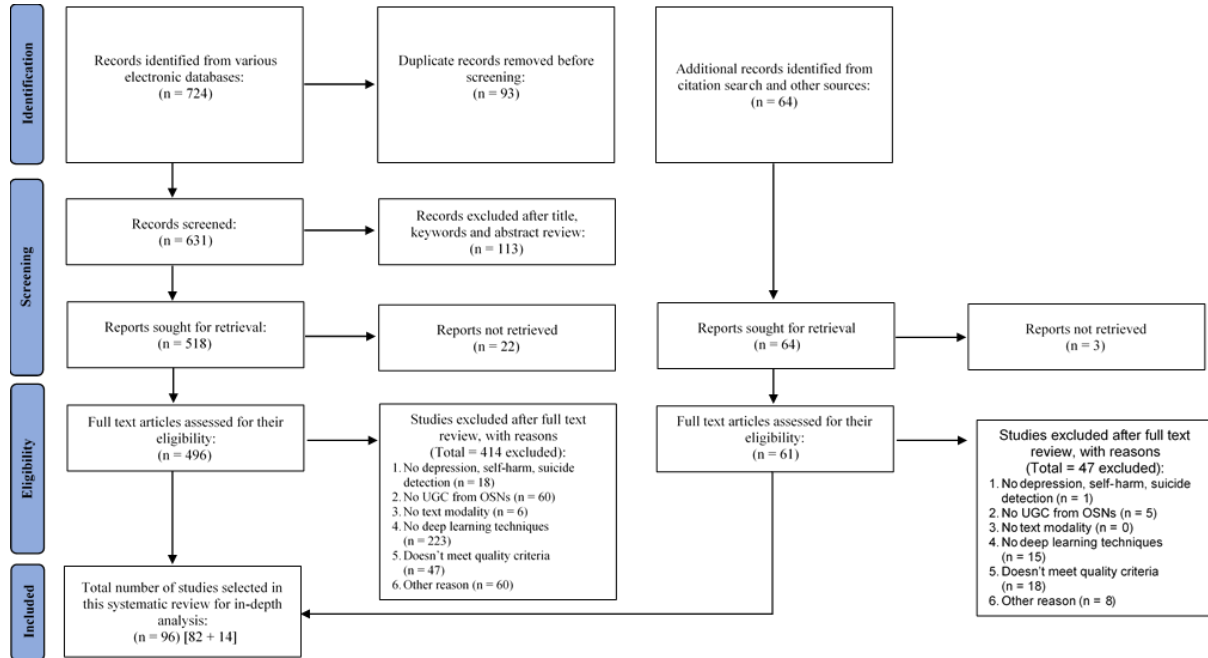 Identification
Records identified from various
electronic databases:
(n = 724)
Duplicate records removed before
screening:
(n = 93)
Additional records identified from
citation search and other sources:
(n = 64)
Screening
Records screened:
(n = 631)
Records excluded after title,
keywords and abstract review:
(n = 113)
Reports sought for retrieval:
(n = 518)
Reports not retrieved
(n = 22)
Reports sought for retrieval
(n = 64)
Reports not retrieved
(n = 3)
Eligibility
Full text articles assessed for their
eligibility:
(n = 496)
Studies excluded after full text
review, with reasons
(Total = 414 excluded):
1. No depression, self-harm, suicide
detection (n = 18)
2. No UGC from OSNs (n = 60)
3. No text modality (n = 6)
4. No deep learning techniques
(n = 223)
5. Doesn't meet quality criteria
(n = 47)
6. Other reason (n = 60)
Full text articles assessed for their
eligibility:
(n = 61)
Studies excluded after full text
review, with reasons
(Total = 47 excluded):
1. No depression, self-harm, suicide
detection (n = 1)
2. No UGC from OSNs (n = 5)
3. No text modality (n = 0)
4. No deep learning techniques
(n = 15)
5. Doesn't meet quality criteria
(n = 18)
6. Other reason (n = 8)
Included
Total number of studies selected in
this systematic review for in-depth
analysis:
(n = 96) [82 + 14]